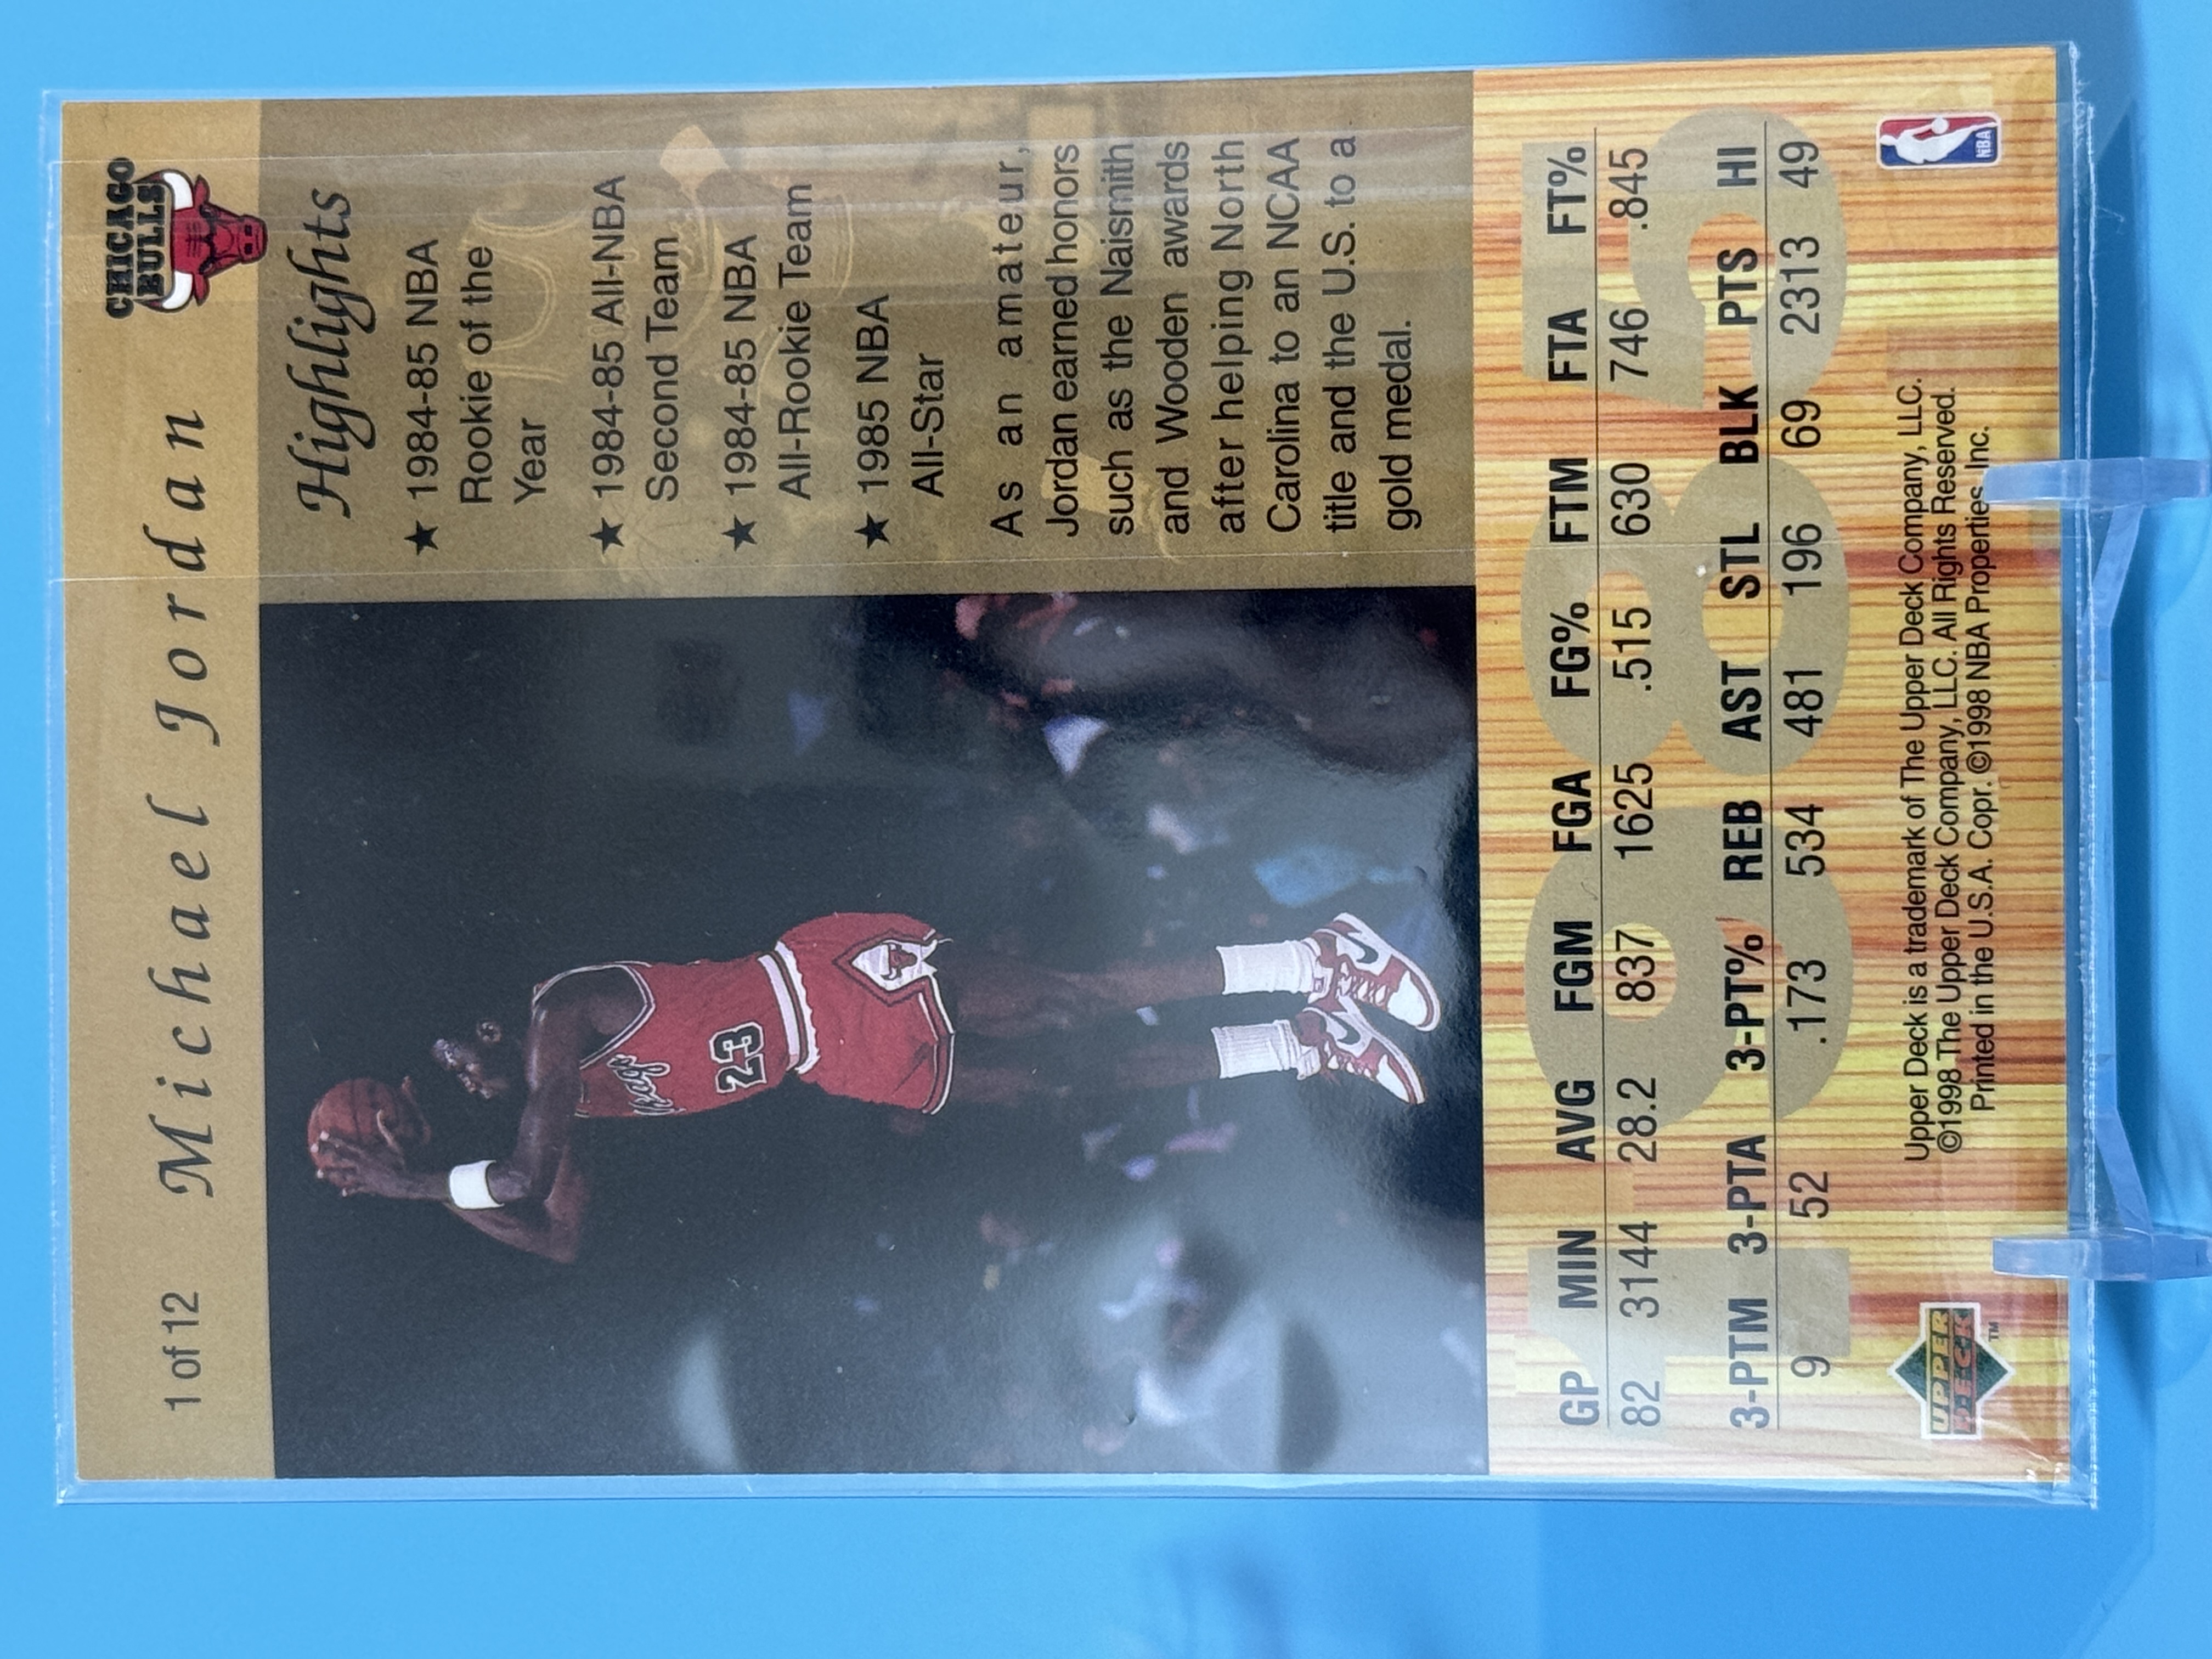 1 of 12 Michael Jordan
CHICAGO
BULLS
Bulls
23
Highlights
★ 1984-85 NBA
Rookie of the
Year
★ 1984-85 All-NBA
Second Team
★ 1984-85 NBA
All-Rookie Team
★ 1985 NBA
All-Star
As an amateur,
Jordan earned honors
such as the Naismith
and Wooden awards
after helping North
Carolina to an NCAA
title and the U.S. to a
gold medal.
1985
GP MIN AVG FGM FGA FG% FTM FTA FT%
82 3144 28.2 837 1625 .515 630 746 .845
3-PTM 3-PTA 3-PT% REB AST STL BLK PTS HI
9 52 .173 534 481 196 69 2313 49
UPPER
DECK
TM
Upper Deck is a trademark of The Upper Deck Company, LLC.
©1998 The Upper Deck Company, LLC. All Rights Reserved.
Printed in the U.S.A. Copr. ©1998 NBA Properties, Inc.
NBA